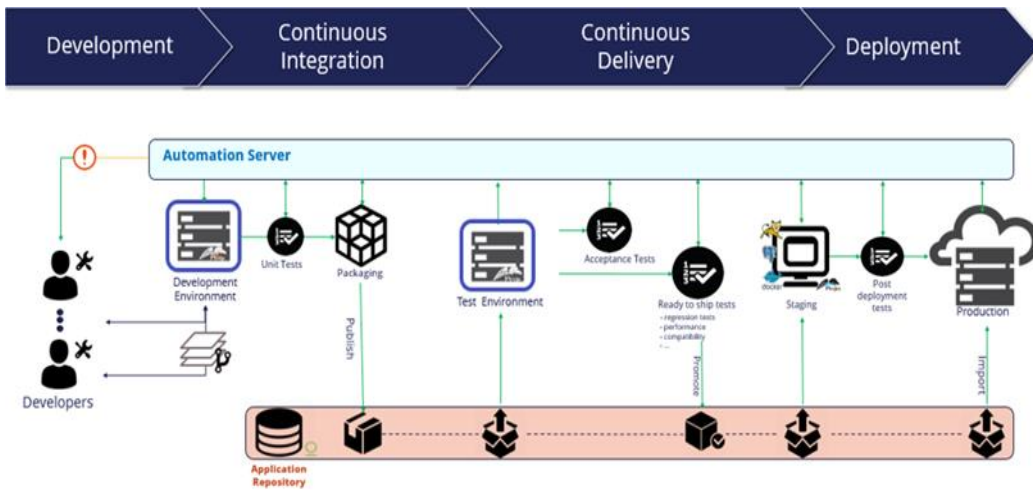 Development
Continuous
Integration
Continuous
Delivery
Deployment
Automation Server
Development
Environment
Unit Tests
Packaging
Test Environment
Acceptance Tests
Ready to ship tests
- regression tests
- performance
- compatibility
- ...
docker
Staging
Post
deployment
tests
Production
Developers
Publish
Promote
Import
Application
Repository